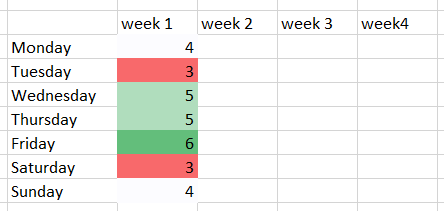 week 1 week 2 week 3 week4
Monday 4
Tuesday 3
Wednesday 5
Thursday 5
Friday 6
Saturday 3
Sunday 4